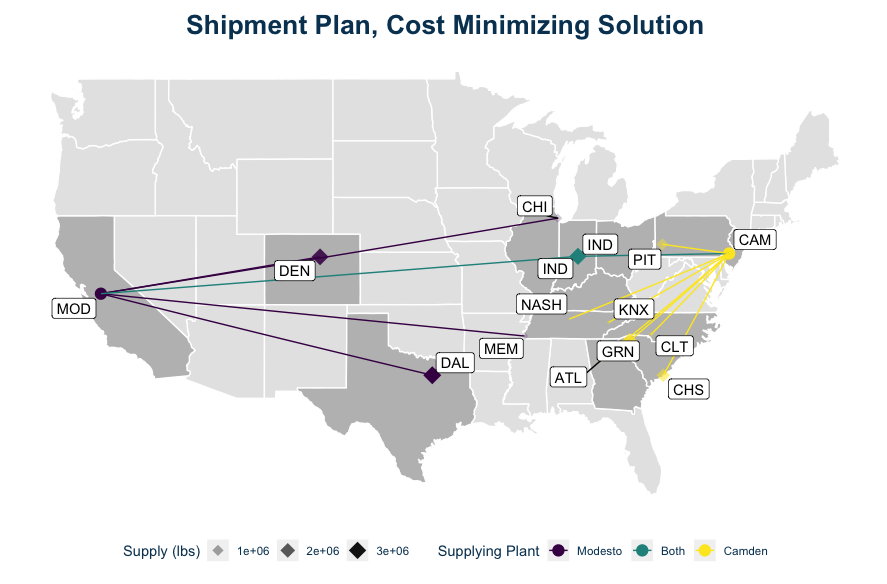 Shipment Plan, Cost Minimizing Solution
CHI
CAM
IND
IND
PIT
DEN
MOD
NASH
KNX
MEM
GRN
CLT
DAL
ATL
CHS
Supply (lbs) 1e+06 2e+06 3e+06 Supplying Plant Modesto Both Camden